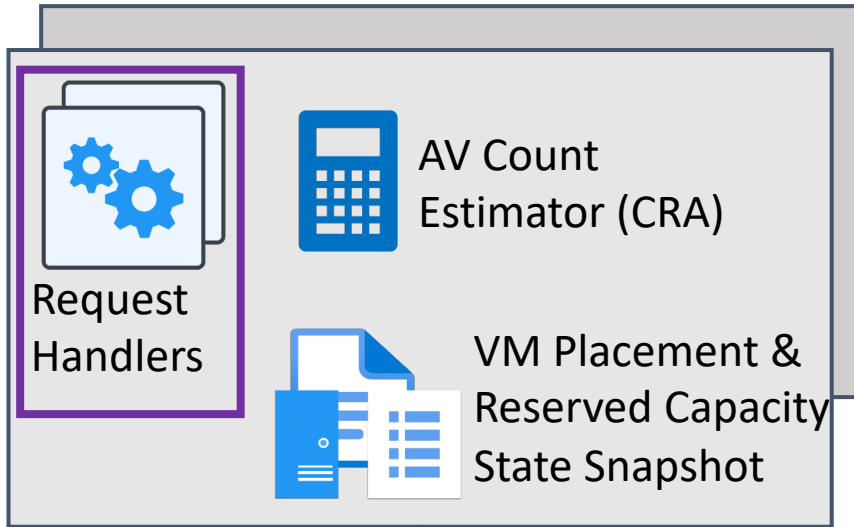 Request
Handlers
AV Count
Estimator (CRA)
VM Placement &
Reserved Capacity
State Snapshot